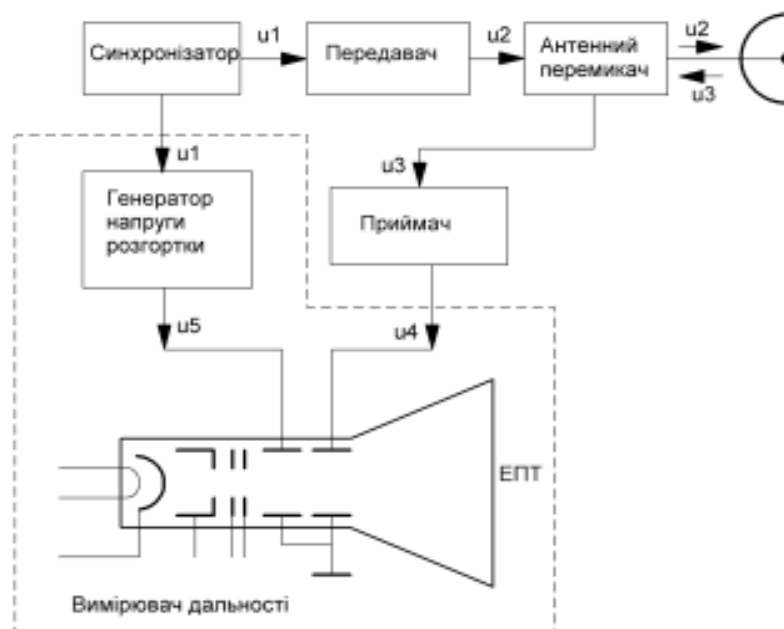 Синхронізатор
u1
Передавач
u2
Антенний
перемикач
u2
u3
u1
u3
Генератор
напруги
розгортки
Приймач
u5
u4
ЕПТ
Вимірювач дальності